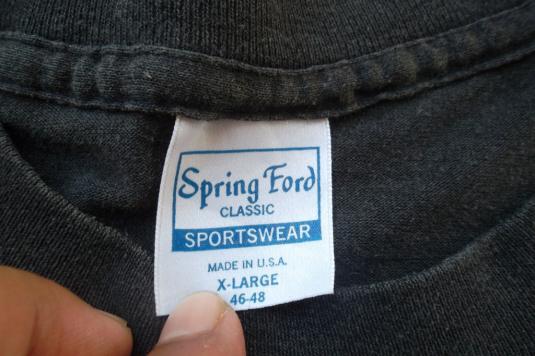 Spring Ford
CLASSIC
SPORTSWEAR
MADE IN U.S.A.
X-LARGE
46-48